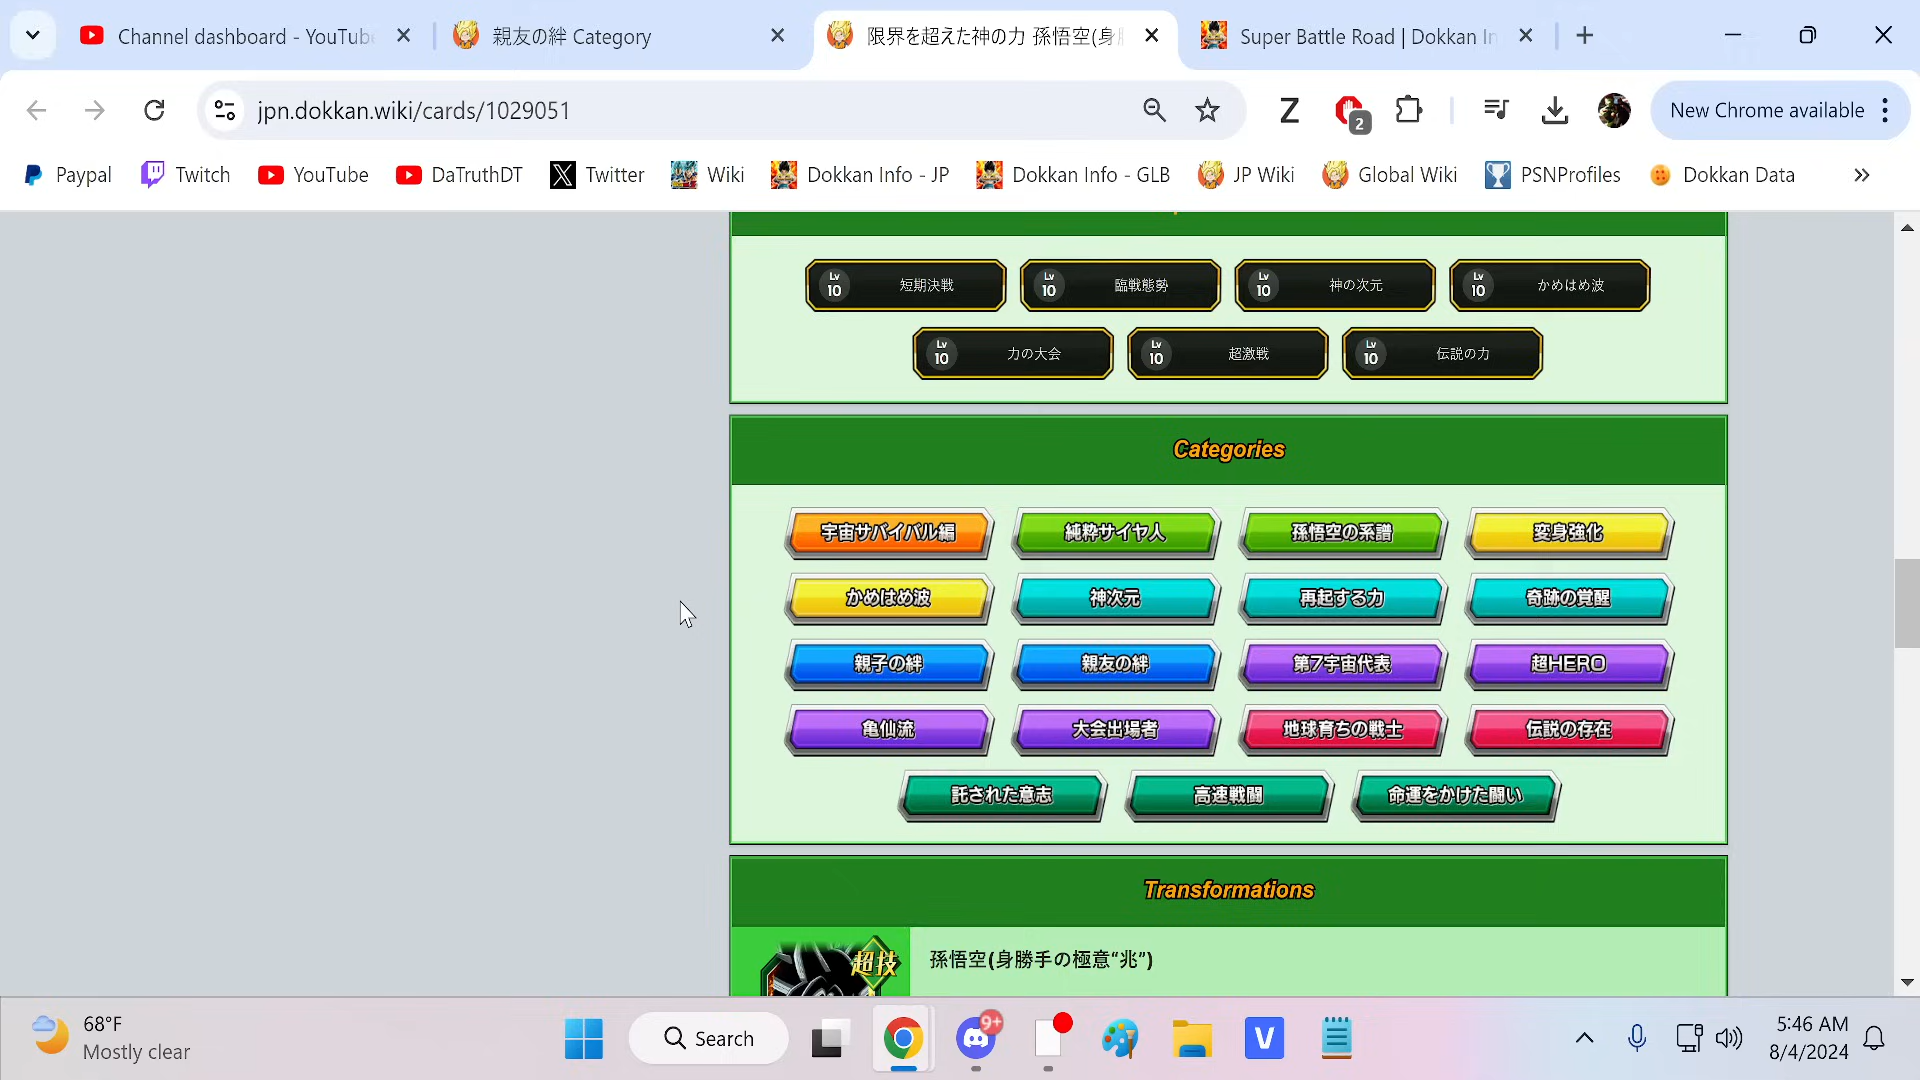 Channel dashboard - YouTube
親友の絆 Category
限界を超えた神の力 孫悟空(身
Super Battle Road | Dokkan In
jpn.dokkan.wiki/cards/1029051
Z
2
New Chrome available
Paypal
Twitch
YouTube
DaTruthDT
Twitter
Wiki
Dokkan Info - JP
Dokkan Info - GLB
JP Wiki
Global Wiki
PSNProfiles
Dokkan Data
»
Lv 10 短期決戦
Lv 10 臨戦態勢
Lv 10 神の次元
Lv 10 かめはめ波
Lv 10 力の大会
Lv 10 超激戦
Lv 10 伝説の力
Categories
宇宙サバイバル編
純粋サイヤ人
孫悟空の系譜
変身強化
かめはめ波
神次元
再起する力
奇跡の覚醒
親子の絆
親友の絆
第7宇宙代表
超HERO
亀仙流
大会出場者
地球育ちの戦士
伝説の存在
託された意志
高速戦闘
命運をかけた闘い
Transformations
超技
孫悟空(身勝手の極意“兆”)
68°F
Mostly clear
Search
9+
V
5:46 AM
8/4/2024